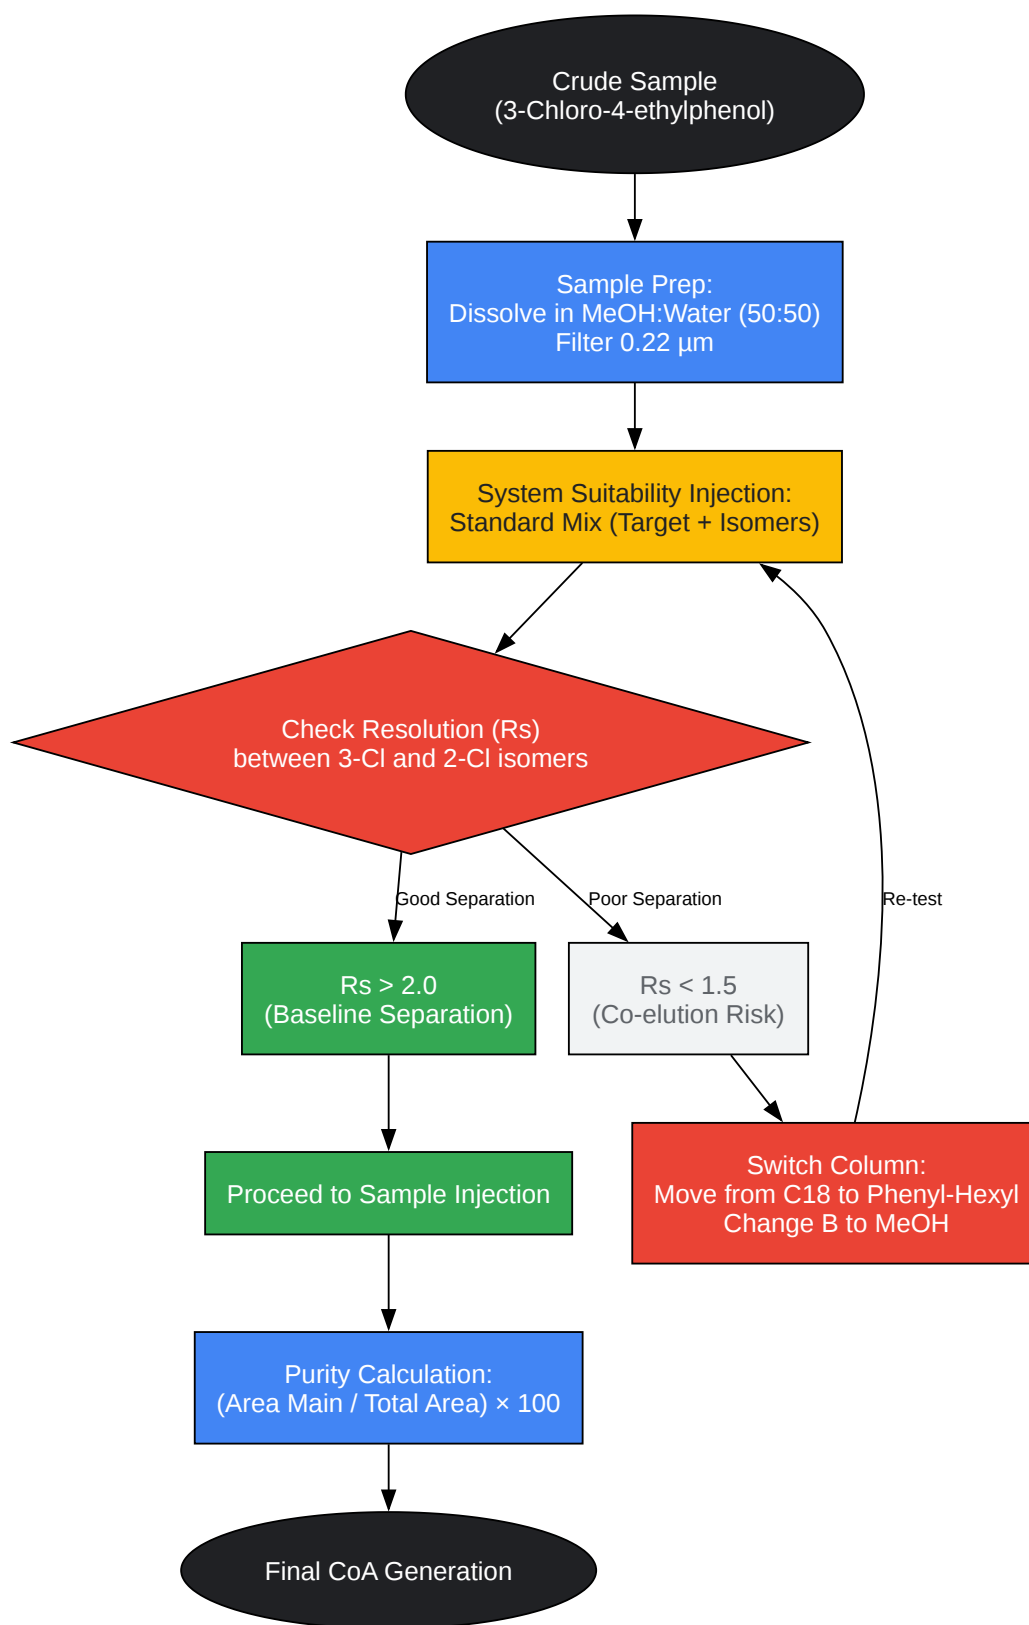 Crude Sample
(3-Chloro-4-ethylphenol)
Sample Prep:
Dissolve in MeOH:Water (50:50)
Filter 0.22 µm
System Suitability Injection:
Standard Mix (Target + Isomers)
Check Resolution (Rs)
between 3-Cl and 2-Cl isomers
Good Separation
Poor Separation
Re-test
Rs > 2.0
(Baseline Separation)
Rs < 1.5
(Co-elution Risk)
Switch Column:
Move from C18 to Phenyl-Hexyl
Change B to MeOH
Proceed to Sample Injection
Purity Calculation:
(Area Main / Total Area) × 100
Final CoA Generation